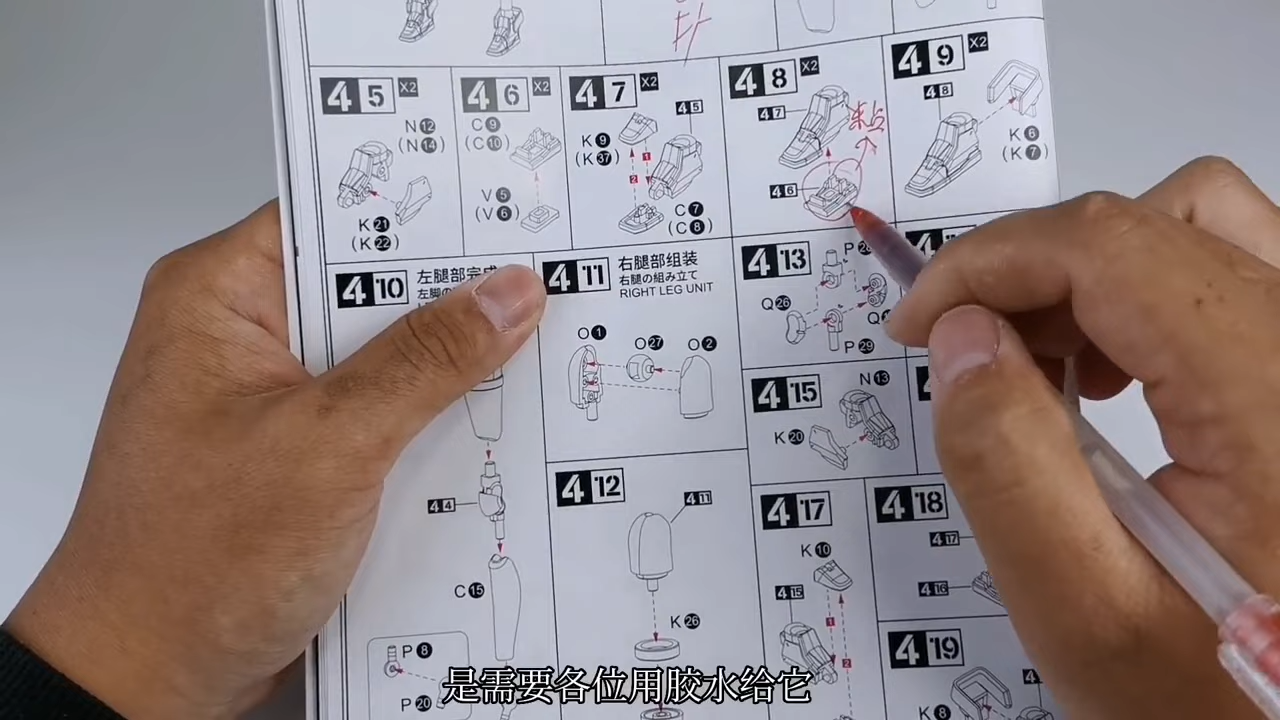 4 5 X2
N 12
(N 14)
K 21
(K 22)
4 6 X2
C 9
(C 10)
V 5
(V 6)
4 7 X2
4 5
K 9
(K 37)
1
2
C 7
(C 8)
4 8 X2
4 7
4 6
4 9 X2
4 8
K 6
(K 7)
4 10 左腿部完成
4 4
C 15
P 8
P 20
4 11 右腿部组装
右腿の組み立て
RIGHT LEG UNIT
O 1
O 27
O 2
4 12
4 11
K 26
4 13
Q 26
P 29
4 15
N 13
K 20
4 17
K 10
4 15
1
2
4 18
4 17
4 16
4 19
K 8
是需要各位用胶水给它